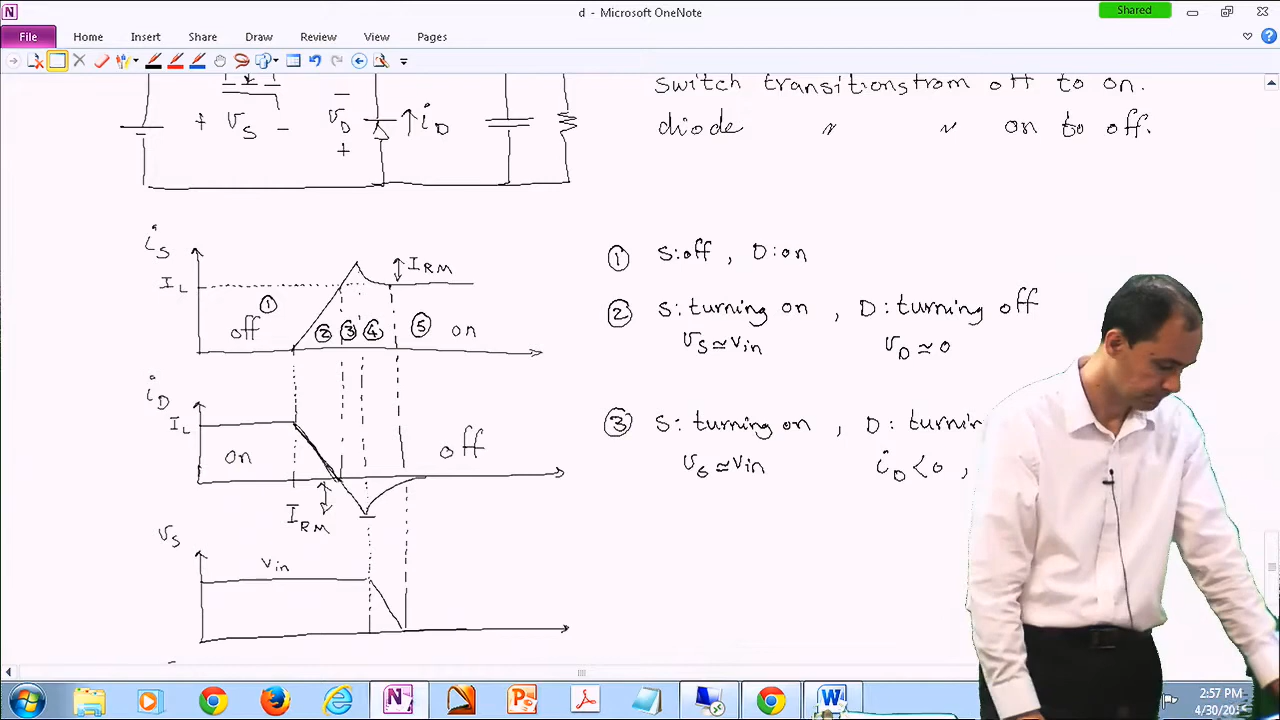 d - Microsoft OneNote
Shared
File Home Insert Share Draw Review View Pages
switch transitions from off to on.
diode 〃 〃 on to off.
+ VS -
-
VD
+
iD
iS
IL
IRM
①
off
② ③ ④ ⑤ on
iD
IL
on
off
IRM
vS
vin
① S:off , D:on
② S: turning on , D: turning off
vS≃vin vD≃0
③ S: turning on , D:
vS≃vin iD<0 ,
2:57 PM